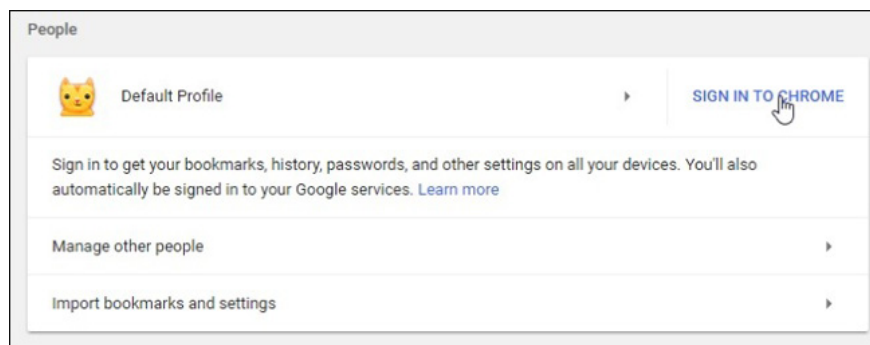 People
Default Profile
SIGN IN TO CHROME
Sign in to get your bookmarks, history, passwords, and other settings on all your devices. You'll also
automatically be signed in to your Google services. Learn more
Manage other people
Import bookmarks and settings